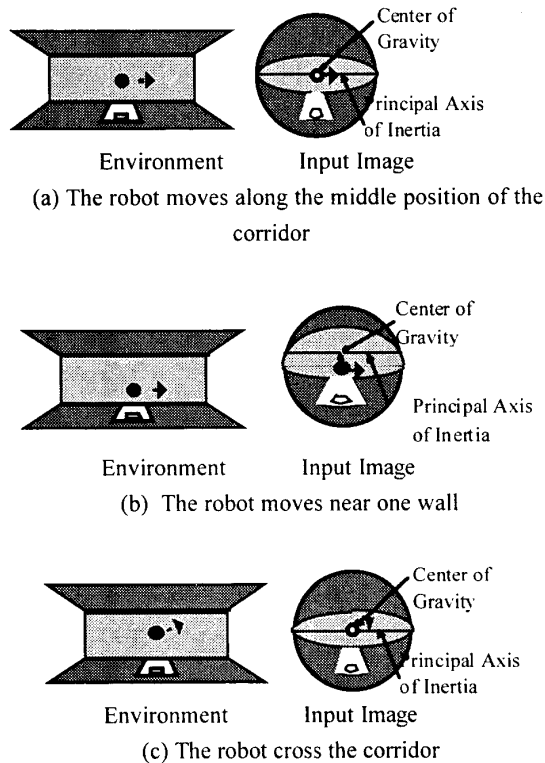 Center of
Gravity
Principal Axis
of Inertia
Environment Input Image
(a) The robot moves along the middle position of the
corridor
Center of
Gravity
Principal Axis
of Inertia
Environment Input Image
(b) The robot moves near one wall
Center of
Gravity
Principal Axis
of Inertia
Environment Input Image
(c) The robot cross the corridor